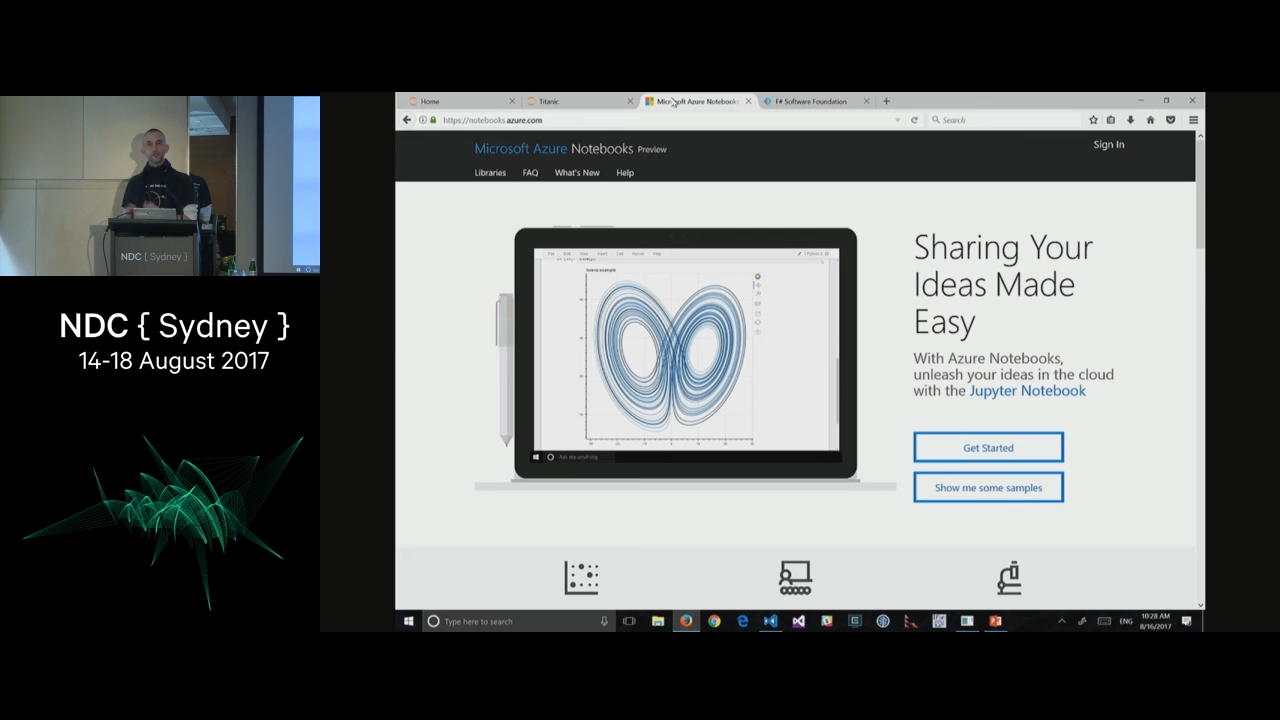 NDC { Sydney }
NDC { Sydney }
14-18 August 2017
Home
Titanic
Microsoft Azure Notebooks
F# Software Foundation
https://notebooks.azure.com
Search
Microsoft Azure Notebooks Preview
Sign In
Libraries FAQ What's New Help
Sharing Your
Ideas Made
Easy
With Azure Notebooks,
unleash your ideas in the cloud
with the Jupyter Notebook
Get Started
Show me some samples
Ask me anything
Type here to search
ENG
10:28 AM
8/16/2017